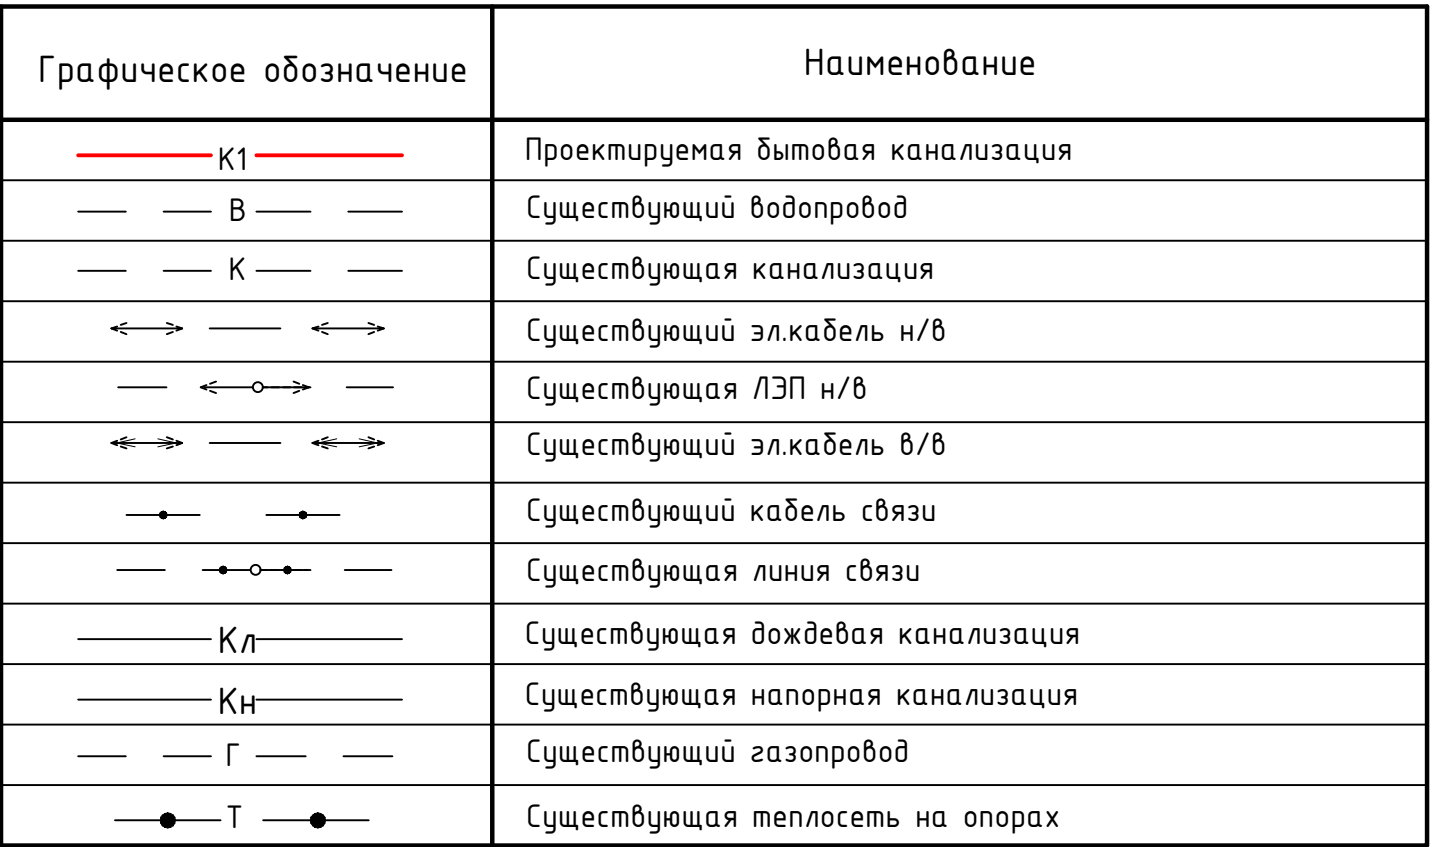 Графическое обозначение Наименование
К1 Проектируемая бытовая канализация
В Существующий водопровод
К Существующая канализация
Существующий эл.кабель н/в
Существующая ЛЭП н/в
Существующий эл.кабель в/в
Существующий кабель связи
Существующая линия связи
Кл Существующая дождевая канализация
Кн Существующая напорная канализация
Г Существующий газопровод
Т Существующая теплосеть на опорах